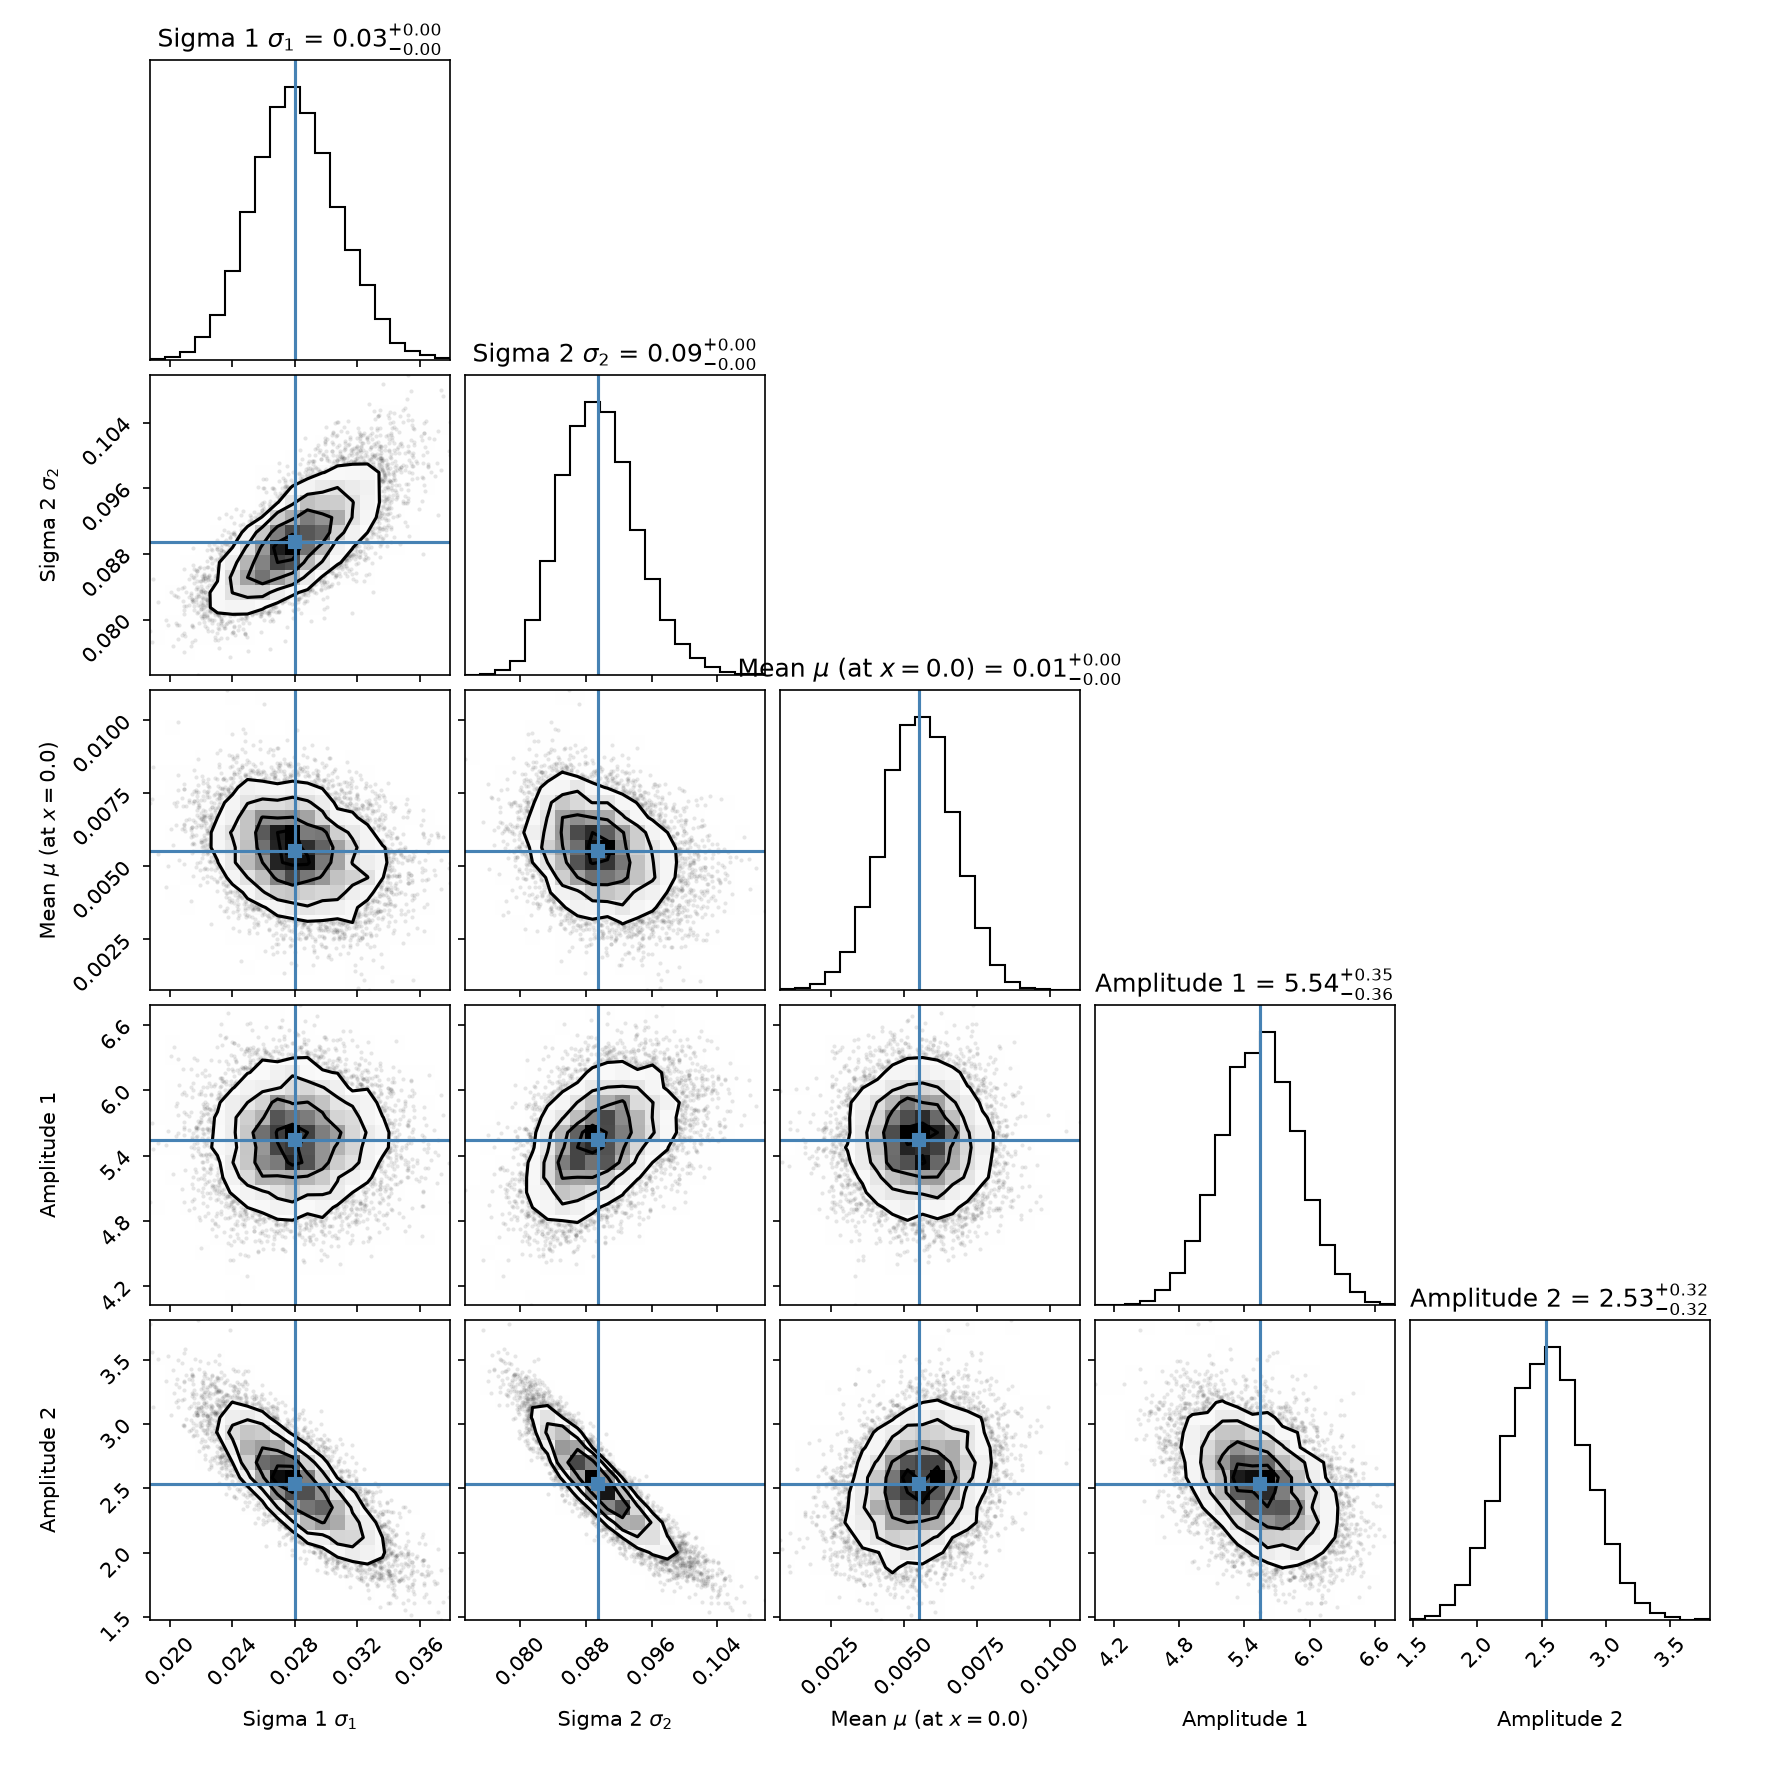 Sigma 1 σ₁ = 0.03+0.00−0.00
Sigma 2 σ₂ = 0.09+0.00−0.00
0.104
0.096
0.088
0.080
Sigma 2 σ₂
Mean μ (at x = 0.0) = 0.01+0.00−0.00
0.0100
0.0075
0.0050
0.0025
Mean μ (at x = 0.0)
Amplitude 1 = 5.54+0.35−0.36
6.6
6.0
5.4
4.8
4.2
Amplitude 1
Amplitude 2 = 2.53+0.32−0.32
3.5
3.0
2.5
2.0
1.5
Amplitude 2
0.020 0.024 0.028 0.032 0.036 0.080 0.088 0.096 0.104 0.0025 0.0050 0.0075 0.0100 4.2 4.8 5.4 6.0 6.6 1.5 2.0 2.5 3.0 3.5
Sigma 1 σ₁ Sigma 2 σ₂ Mean μ (at x = 0.0) Amplitude 1 Amplitude 2